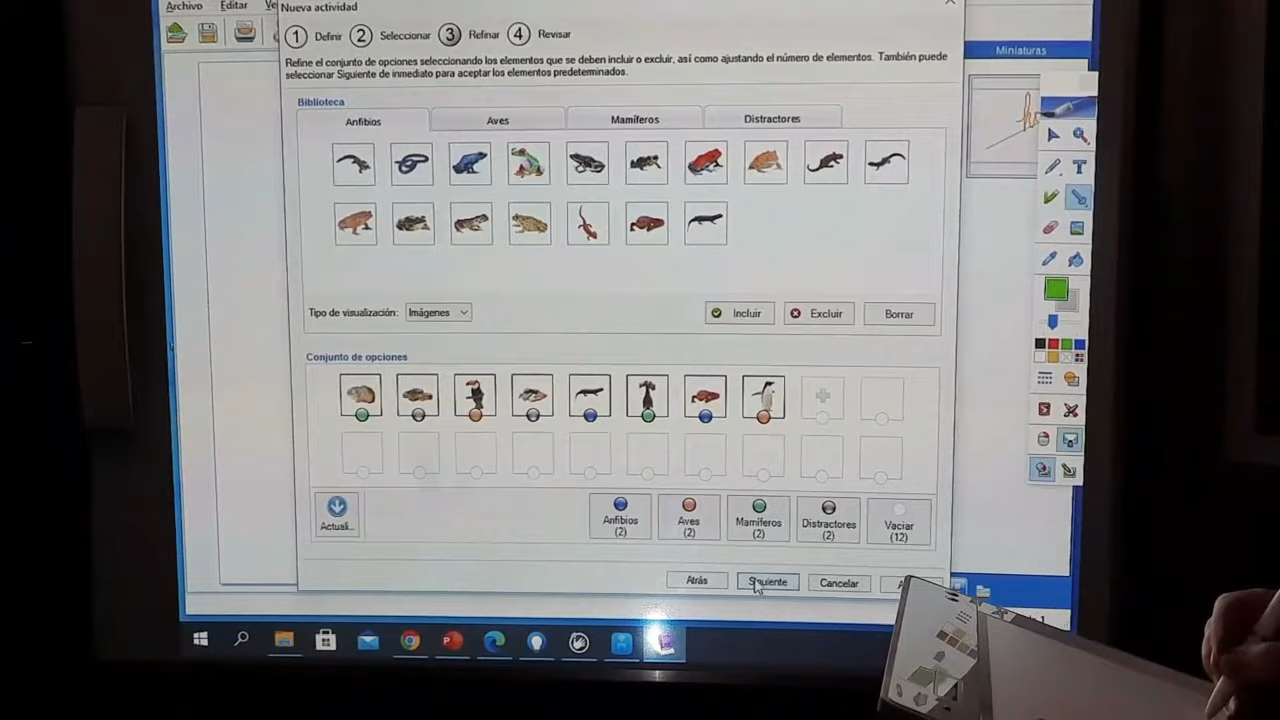 Archivo Editar
Nueva actividad
1 Definir 2 Seleccionar 3 Refinar 4 Revisar
Refine el conjunto de opciones seleccionando los elementos que se deben incluir o excluir, así como ajustando el número de elementos. También puede
seleccionar Siguiente de inmediato para aceptar los elementos predeterminados.
Miniaturas
Biblioteca
Anfibios Aves Mamíferos Distractores
Tipo de visualización: Imágenes Incluir Excluir Borrar
Conjunto de opciones
Actuali...
Anfibios Aves Mamíferos Distractores Vaciar
(2) (2) (2) (2) (12)
Atrás Siguiente Cancelar